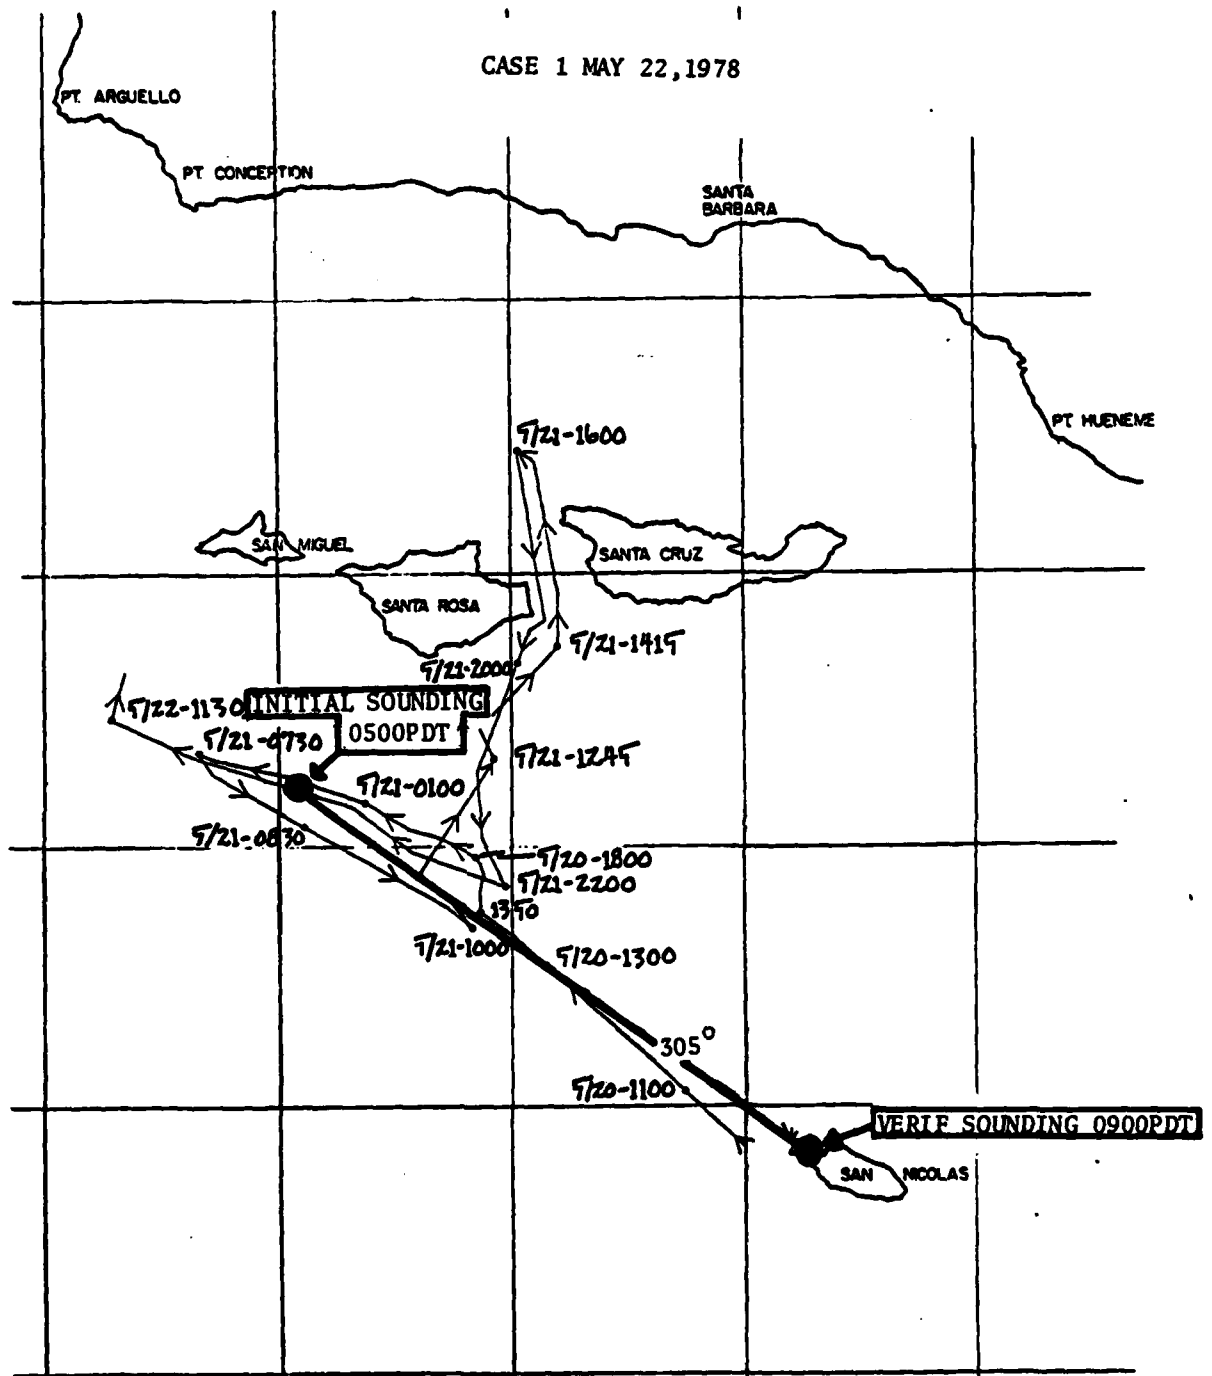 CASE 1 MAY 22,1978
PT. ARGUELLO
PT. CONCEPTION
SANTA
BARBARA
PT HUENEME
5/21-1600
SAN MIGUEL
SANTA CRUZ
SANTA ROSA
5/21-1415
5/21-2000
5/22-1130
INITIAL SOUNDING
0500PDT
5/21-0730
5/21-1245
5/21-0100
5/21-0830
5/20-1800
5/21-2200
1350
5/21-1000
5/20-1300
305°
5/20-1100
VERIF SOUNDING 0900PDT
SAN NICOLAS